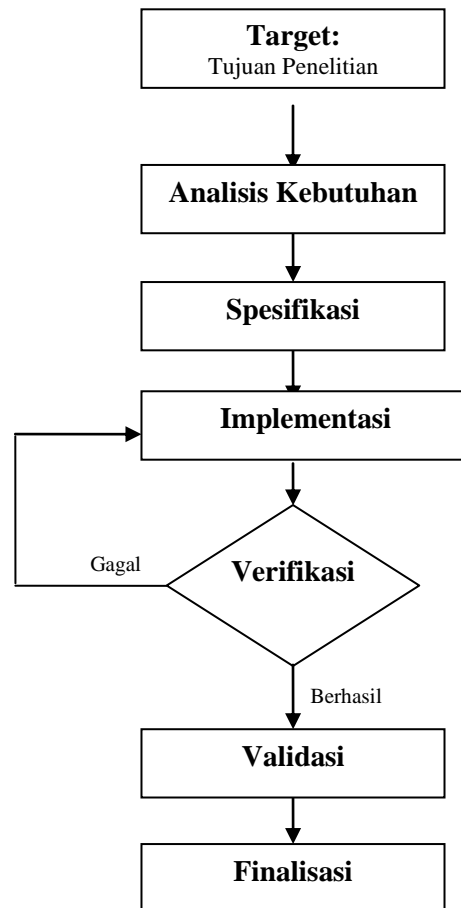 Target:
Tujuan Penelitian
Analisis Kebutuhan
Spesifikasi
Implementasi
Verifikasi
Gagal
Berhasil
Validasi
Finalisasi